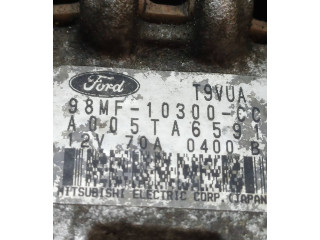 Ford
T9VUA
98MF-10300-CC
A005TA6591
12V 70A 0400 B
MITSUBISHI ELECTRIC CORP. (JAPAN